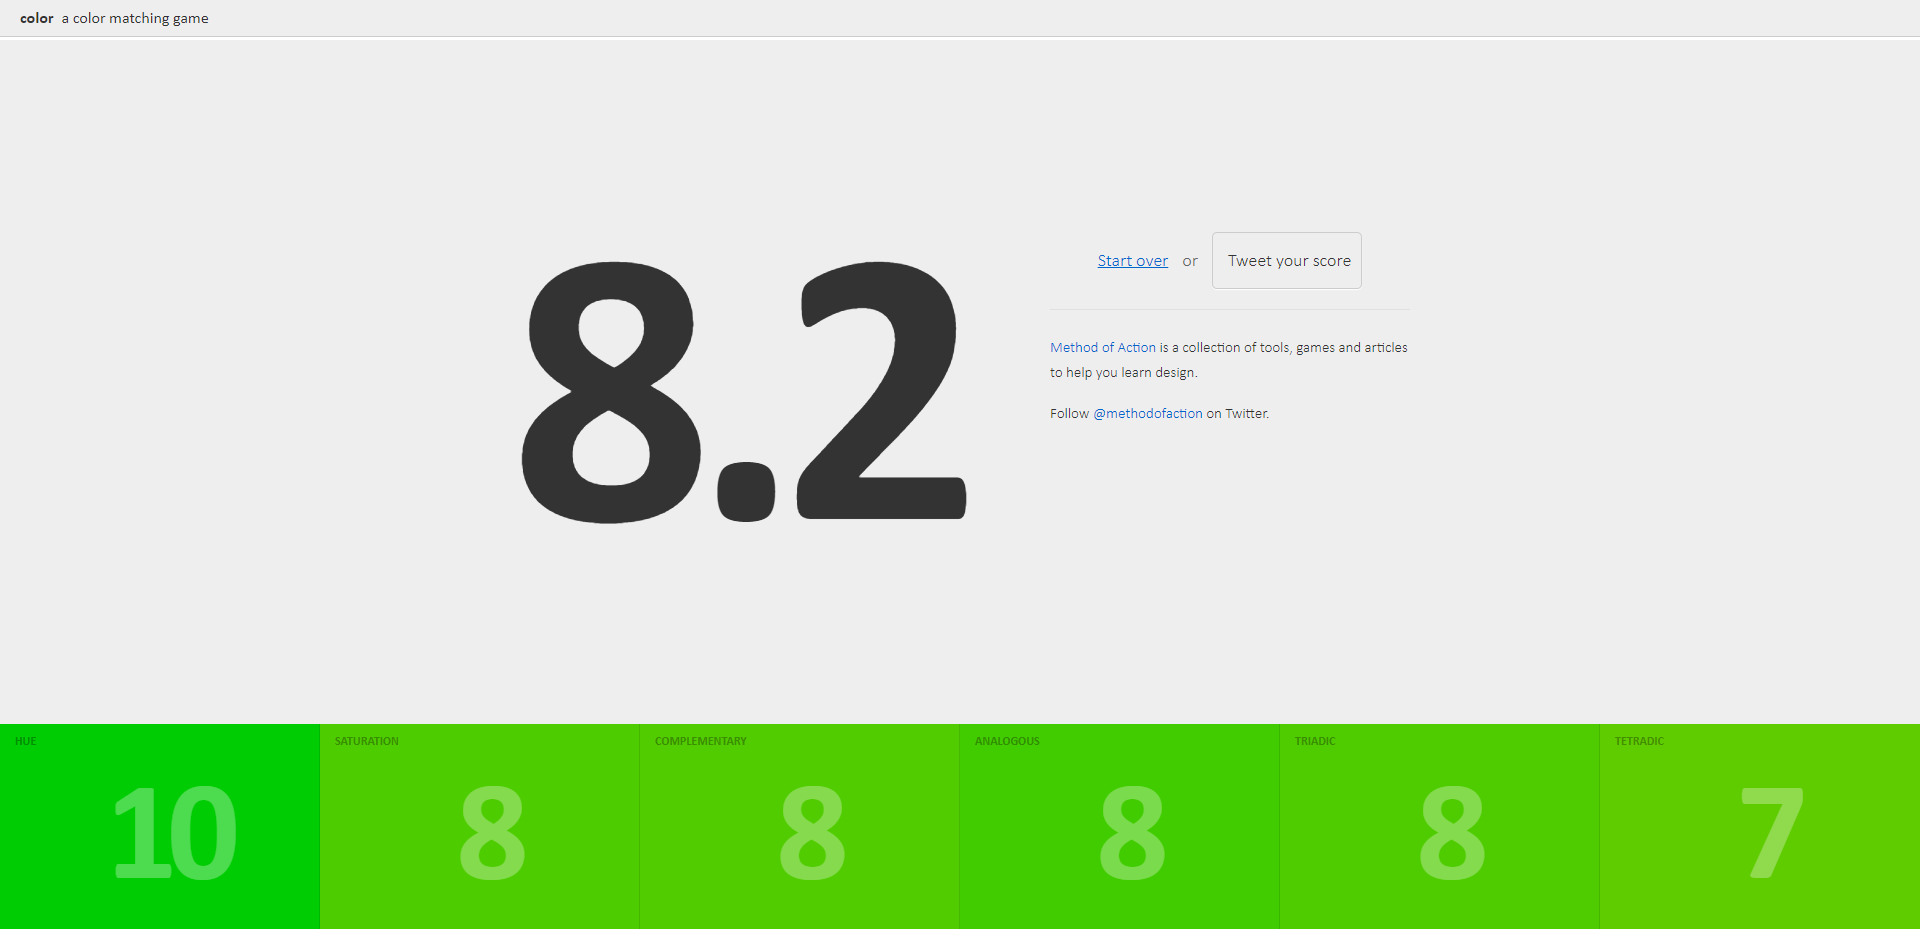 color a color matching game
8.2
Start over or Tweet your score
Method of Action is a collection of tools, games and articles
to help you learn design.
Follow @methodofaction on Twitter.
HUE
10
SATURATION
8
COMPLEMENTARY
8
ANALOGOUS
8
TRIADIC
8
TETRADIC
7